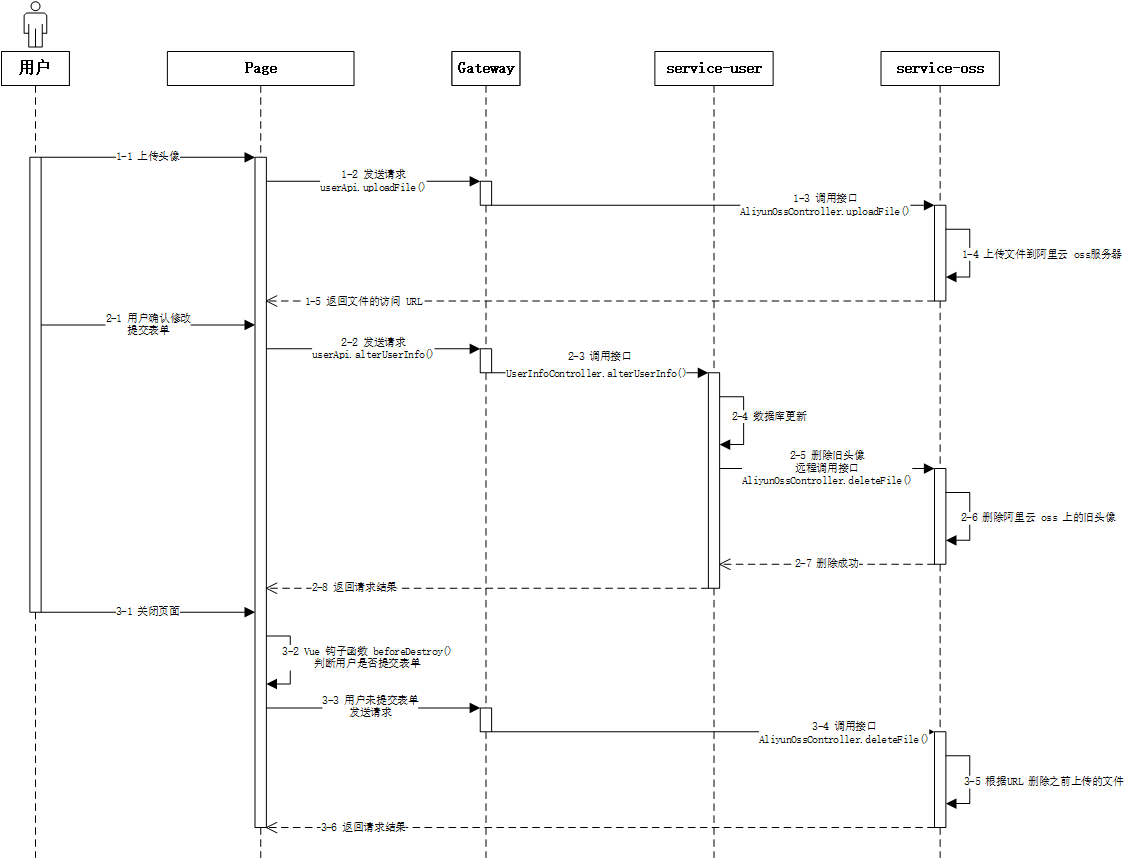 用户
Page
Gateway
service-user
service-oss
1-1 上传头像
1-2 发送请求
userApi.uploadFile()
1-3 调用接口
AliyunOssController.uploadFile()
1-4 上传文件到阿里云 oss服务器
1-5 返回文件的访问 URL
2-1 用户确认修改
提交表单
2-2 发送请求
userApi.alterUserInfo()
2-3 调用接口
UserInfoController.alterUserInfo()
2-4 数据库更新
2-5 删除旧头像
远程调用接口
AliyunOssController.deleteFile()
2-6 删除阿里云 oss 上的旧头像
2-7 删除成功
2-8 返回请求结果
3-1 关闭页面
3-2 Vue 钩子函数 beforeDestroy()
判断用户是否提交表单
3-3 用户未提交表单
发送请求
3-4 调用接口
AliyunOssController.deleteFile()
3-5 根据URL 删除之前上传的文件
3-6 返回请求结果